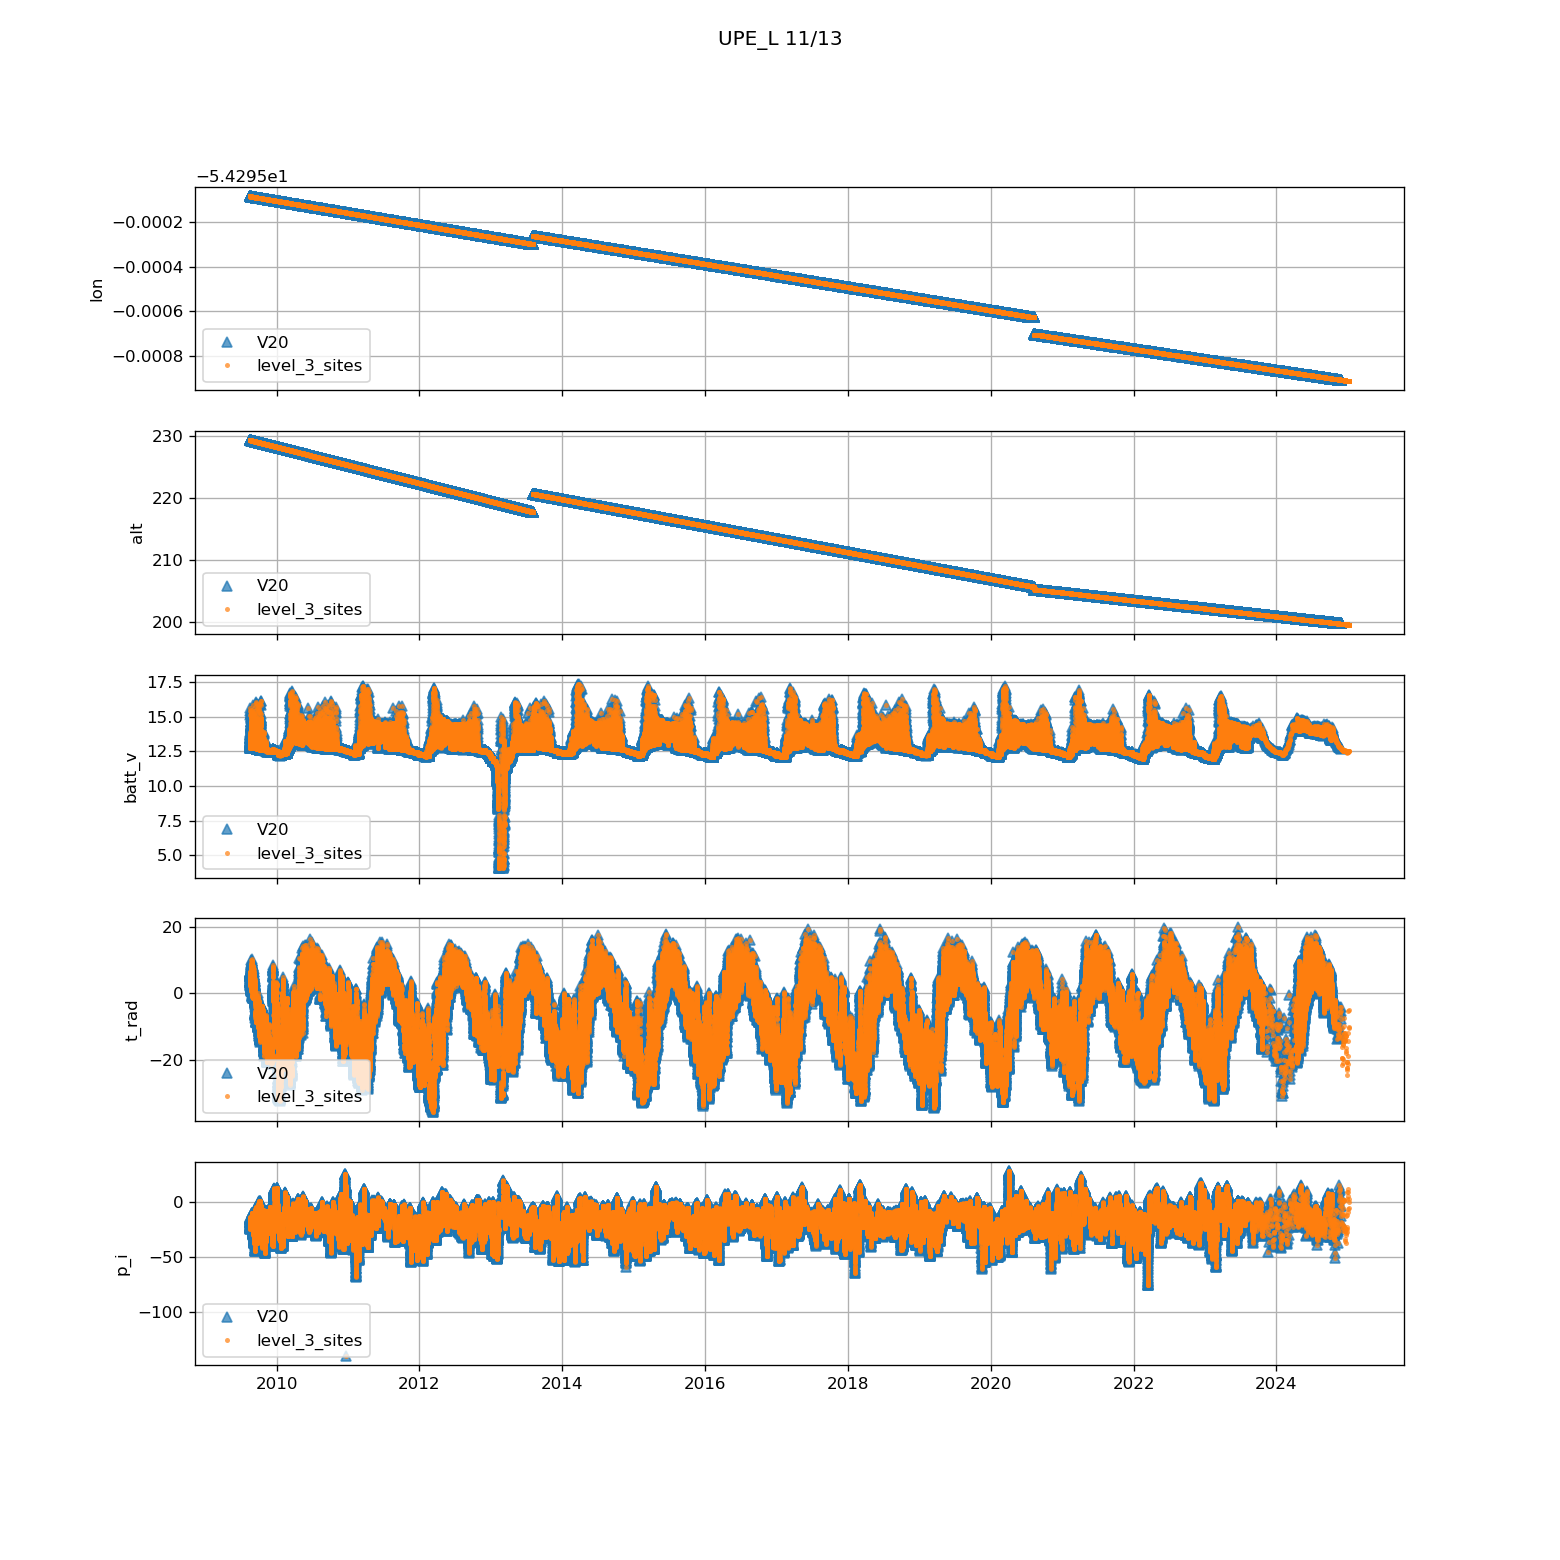 UPE_L 11/13
−5.4295e1
−0.0002
−0.0004
−0.0006
−0.0008
lon
V20
level_3_sites
230
220
210
200
alt
V20
level_3_sites
17.5
15.0
12.5
10.0
7.5
5.0
batt_v
V20
level_3_sites
20
0
−20
t_rad
V20
level_3_sites
0
−50
−100
p_i
V20
level_3_sites
2010 2012 2014 2016 2018 2020 2022 2024